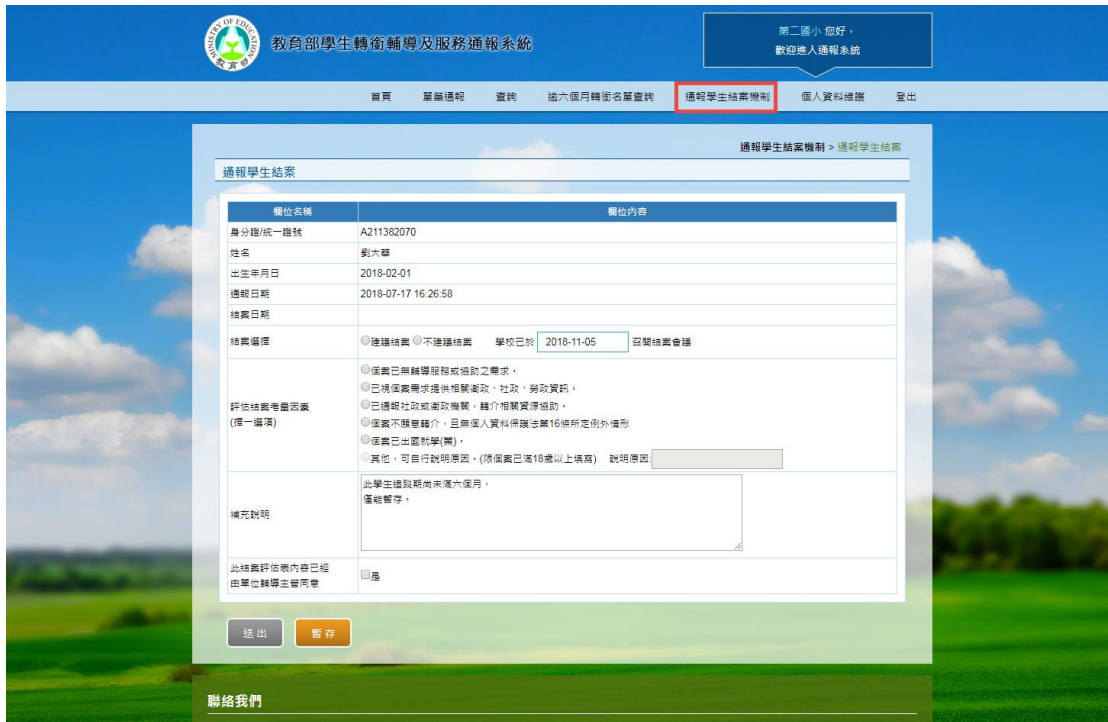 MINISTRY OF EDUCATION
教育部
教育部學生轉銜輔導及服務通報系統
第二國小 您好，
歡迎進入通報系統
首頁 單筆通報 查詢 逾六個月轉銜名單查詢 通報學生結案機制 個人資料維護 登出
通報學生結案機制 > 通報學生結案
通報學生結案
欄位名稱 欄位內容
身分證/統一證號 A211382070
姓名 劉大華
出生年月日 2018-02-01
通報日期 2018-07-17 16:26:58
結案日期
結案選擇 建議結案 不建議結案 學校已於 2018-11-05 召開結案會議
評估結案考量因素
(擇一選項)
個案已無輔導服務或協助之需求。
已視個案需求提供相關衛政、社政、勞政資訊。
已通報社政或衛政機關，轉介相關資源協助。
個案不願意轉介，且無個人資料保護法第16條所定例外情形
個案已出國就學(業)。
其他，可自行說明原因。(限個案已滿18歲以上填寫) 說明原因:
補充說明
此學生追蹤期尚未滿六個月，
僅能暫存。
此結案評估表內容已經
由單位輔導主管同意
是
送出 暫存
聯絡我們